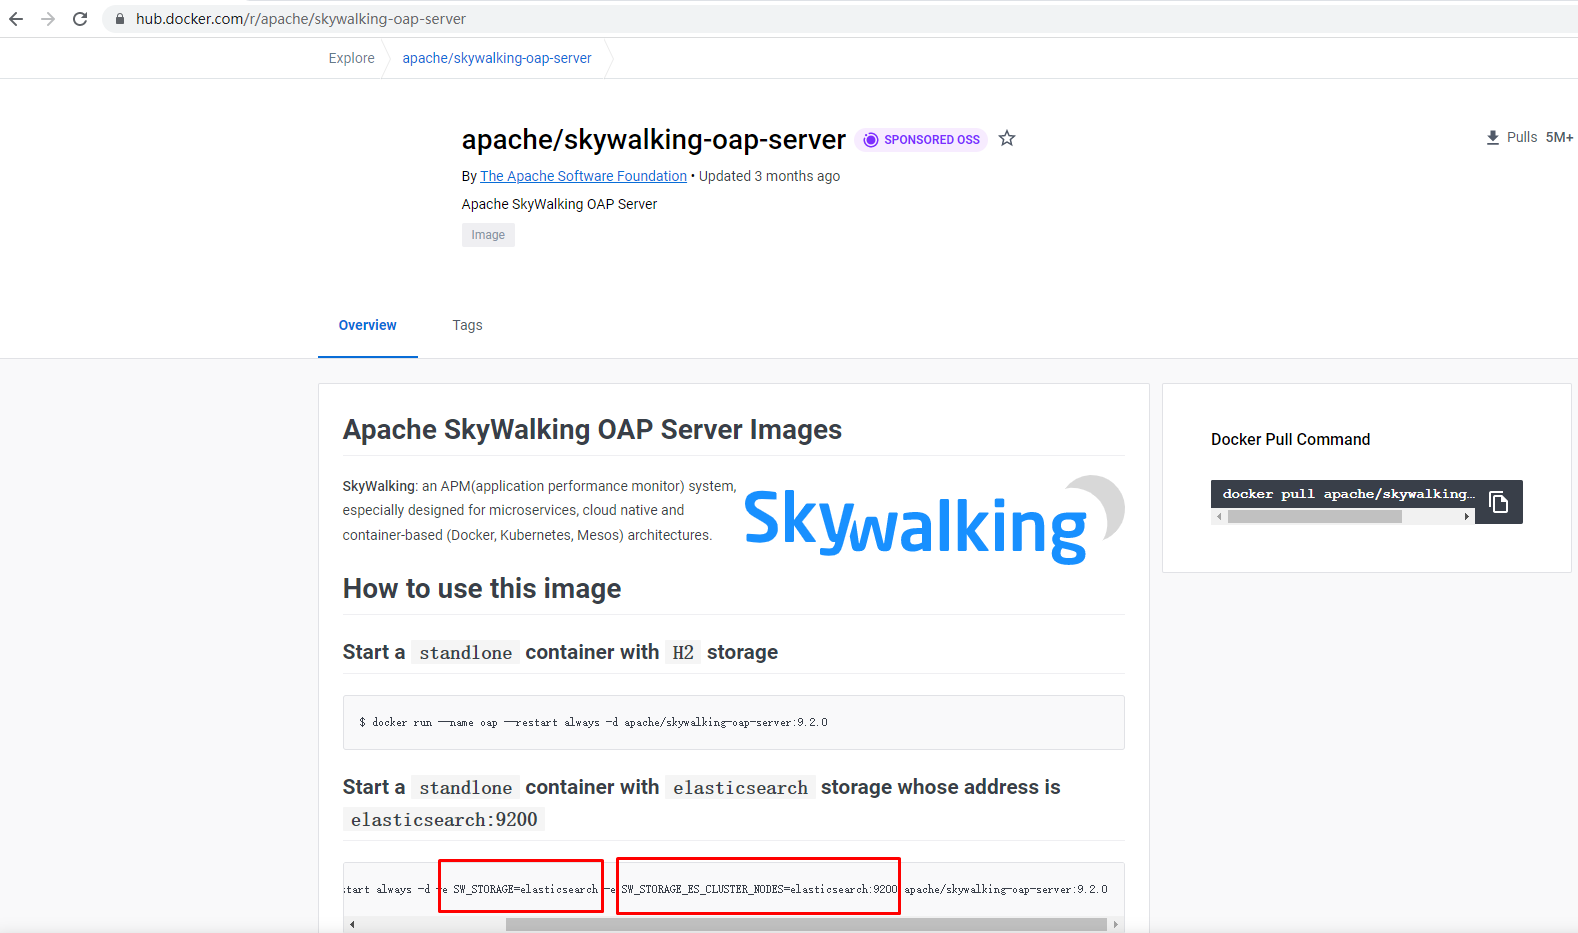 hub.docker.com/r/apache/skywalking-oap-server
Explore apache/skywalking-oap-server
apache/skywalking-oap-server SPONSORED OSS
Pulls 5M+
By The Apache Software Foundation • Updated 3 months ago
Apache SkyWalking OAP Server
Image
Overview Tags
Apache SkyWalking OAP Server Images
SkyWalking: an APM(application performance monitor) system,
especially designed for microservices, cloud native and
container-based (Docker, Kubernetes, Mesos) architectures.
Skywalking
Docker Pull Command
docker pull apache/skywalking...
How to use this image
Start a standlone container with H2 storage
$ docker run --name oap --restart always -d apache/skywalking-oap-server:9.2.0
Start a standlone container with elasticsearch storage whose address is
elasticsearch:9200
start always -d -e SW_STORAGE=elasticsearch -e SW_STORAGE_ES_CLUSTER_NODES=elasticsearch:9200 apache/skywalking-oap-server:9.2.0